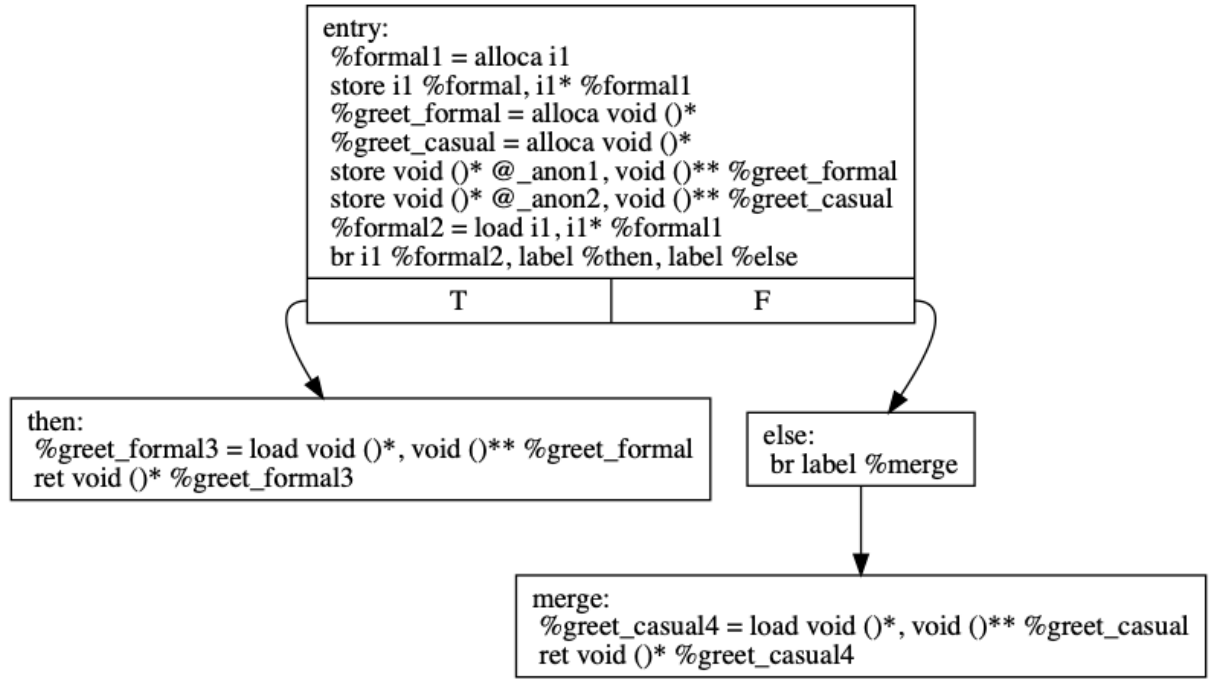 entry:
%formal1 = alloca i1
store i1 %formal, i1* %formal1
%greet_formal = alloca void ()*
%greet_casual = alloca void ()*
store void ()* @_anon1, void ()** %greet_formal
store void ()* @_anon2, void ()** %greet_casual
%formal2 = load i1, i1* %formal1
br i1 %formal2, label %then, label %else
T
F
then:
%greet_formal3 = load void ()*, void ()** %greet_formal
ret void ()* %greet_formal3
else:
br label %merge
merge:
%greet_casual4 = load void ()*, void ()** %greet_casual
ret void ()* %greet_casual4